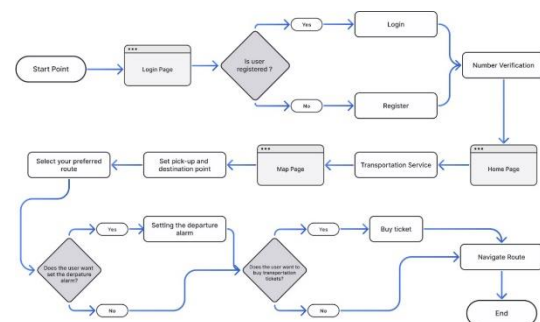 Yes
Login
Start Point
Login Page
Is user
registered ?
Number Verification
No
Register
Select your preferred
route
Set pick-up and
destination point
Map Page
Transportation Service
Home Page
Yes
Setting the departure
alarm
Yes
Buy ticket
Does the user want
set the derpature
alarm?
Does the user want to
buy transportation
tickets?
Navigate Route
No
No
End